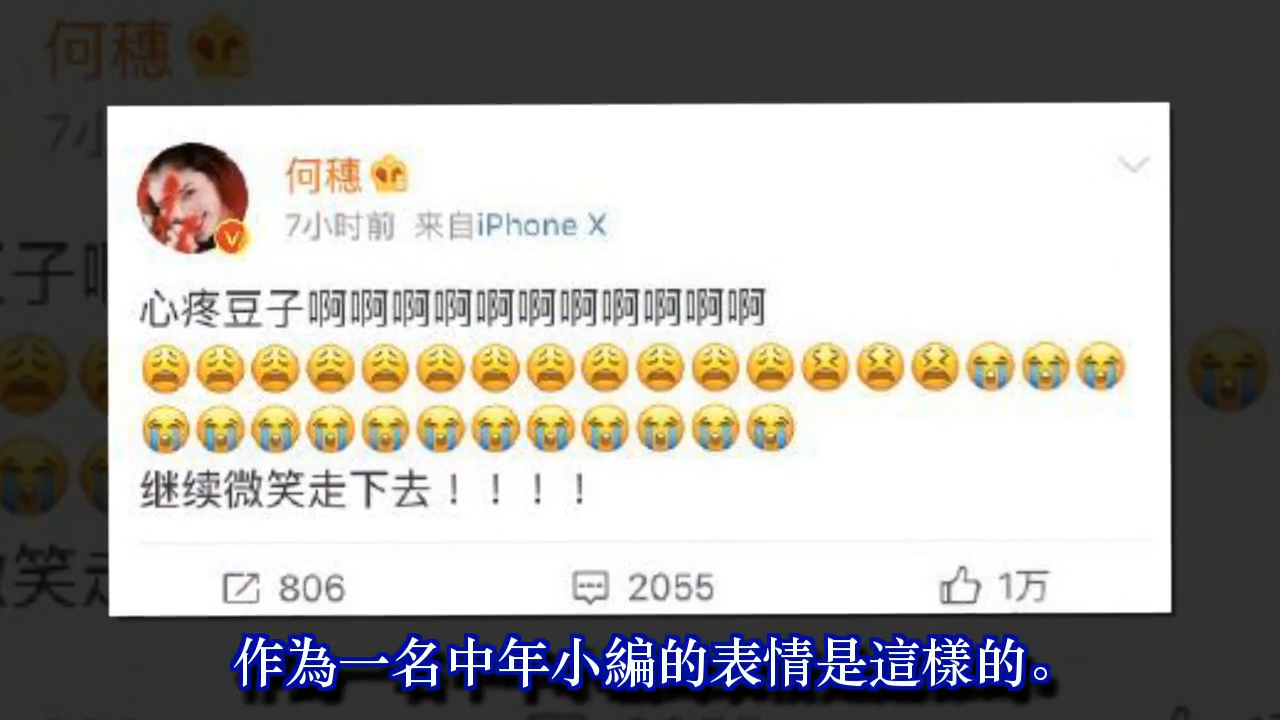 何穗
7小时前 来自iPhone X
心疼豆子啊啊啊啊啊啊啊啊啊啊啊
😩😩😩😩😩😩😩😩😩😩😩😩😫😫😫😭😭😭
😭😭😭😭😭😭😭😭😭😭😭😭
继续微笑走下去！！！！
806 2055 1万
作為一名中年小編的表情是這樣的。